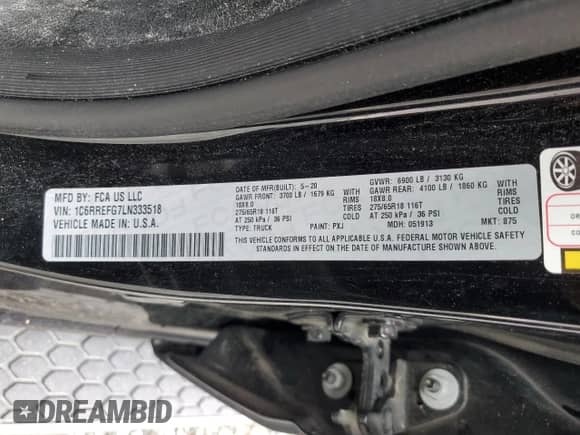 MFD BY: FCA US LLC
VIN: 1C6RREFG7LN333518
VEHICLE MADE IN U.S.A.
DATE OF MFR(BUILT): 5-20
GAWR FRONT: 3700 LB / 1679 KG
18X8.0
275/65R18 116T
RIMS
TIRES
AT 250 kPa / 36 PSI
TYPE: TRUCK
PAINT: PXJ
GVWR: 6900 LB / 3130 KG
GAWR REAR: 4100 LB / 1860 KG
18X8.0
275/65R18 116T
RIMS
TIRES
AT 250 kPa / 36 PSI
MDH: 051913
MKT: 875
THIS VEHICLE CONFORMS TO ALL APPLICABLE U.S.A. FEDERAL MOTOR VEHICLE SAFETY
STANDARDS IN EFFECT ON THE DATE OF MANUFACTURE SHOWN ABOVE
DREAMBID